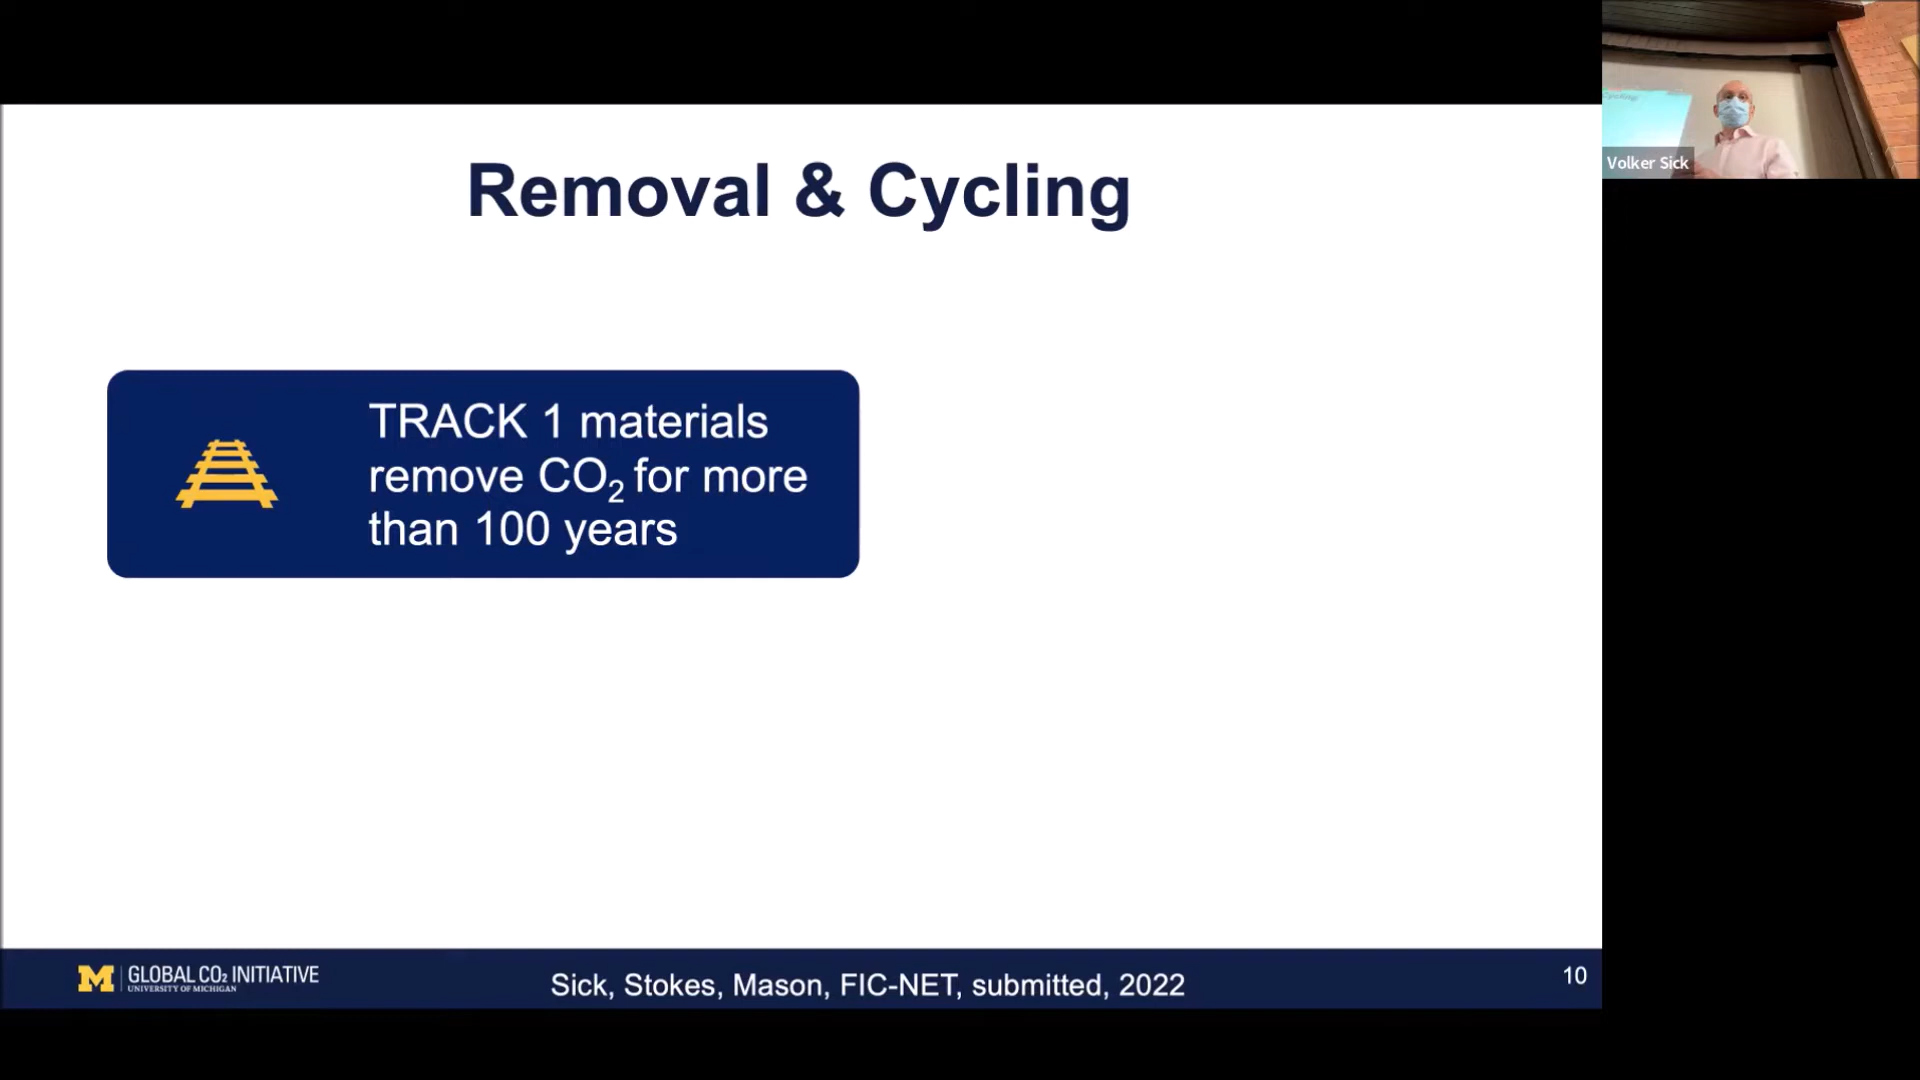 Removal & Cycling
Cycling
Volker Sick
TRACK 1 materials
remove CO₂ for more
than 100 years
M GLOBAL CO₂ INITIATIVE
UNIVERSITY OF MICHIGAN
Sick, Stokes, Mason, FIC-NET, submitted, 2022
10